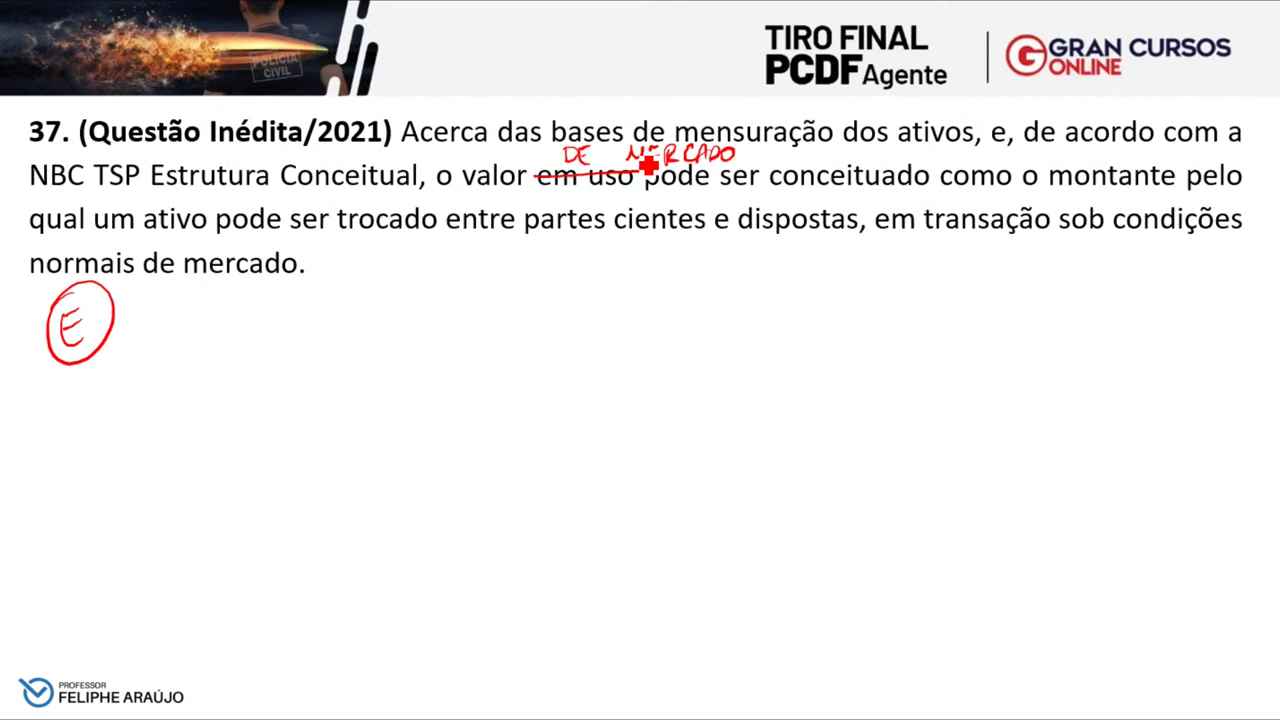 POLÍCIA
CIVIL
TIRO FINAL
PCDF Agente
GRAN CURSOS
ONLINE
37. (Questão Inédita/2021) Acerca das bases de mensuração dos ativos, e, de acordo com a
DE MERCADO
NBC TSP Estrutura Conceitual, o valor em uso pode ser conceituado como o montante pelo
qual um ativo pode ser trocado entre partes cientes e dispostas, em transação sob condições
normais de mercado.
E
PROFESSOR
FELIPHE ARAÚJO